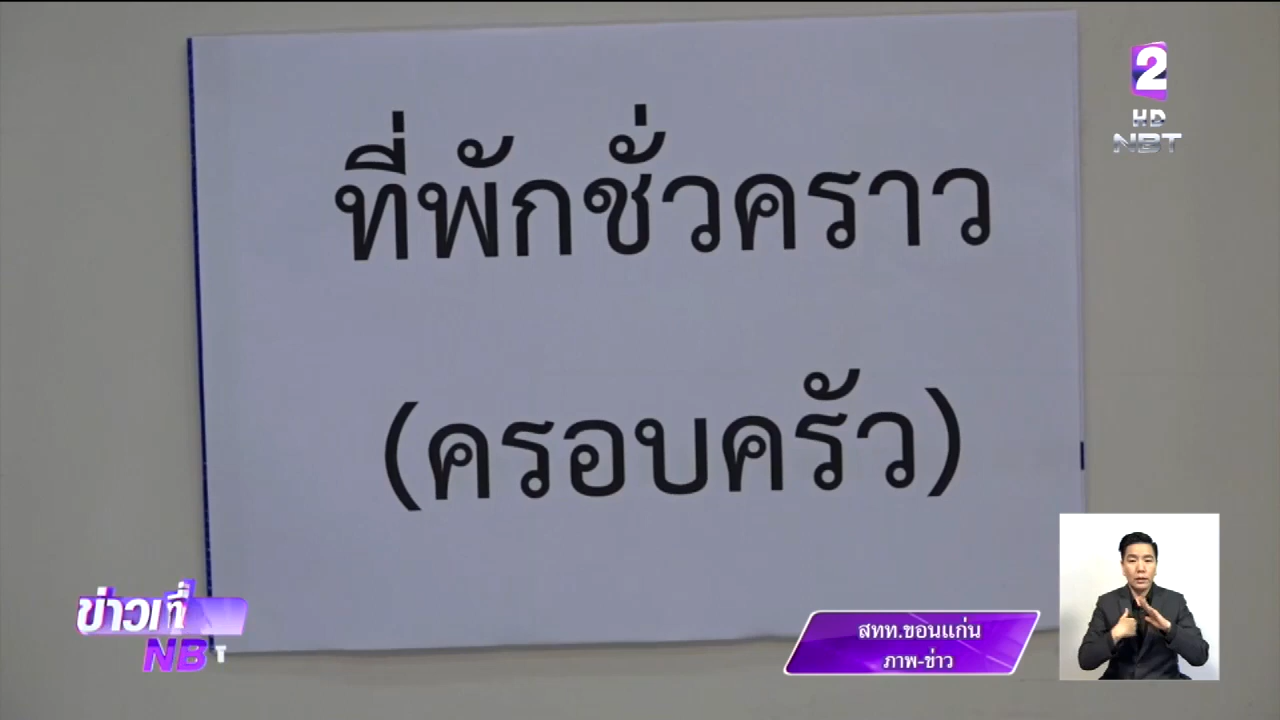 2
HD
NBT
ที่พักชั่วคราว
(ครอบครัว)
ข่าวเที่
NBT
สทท.ขอนแก่น
ภาพ-ข่าว